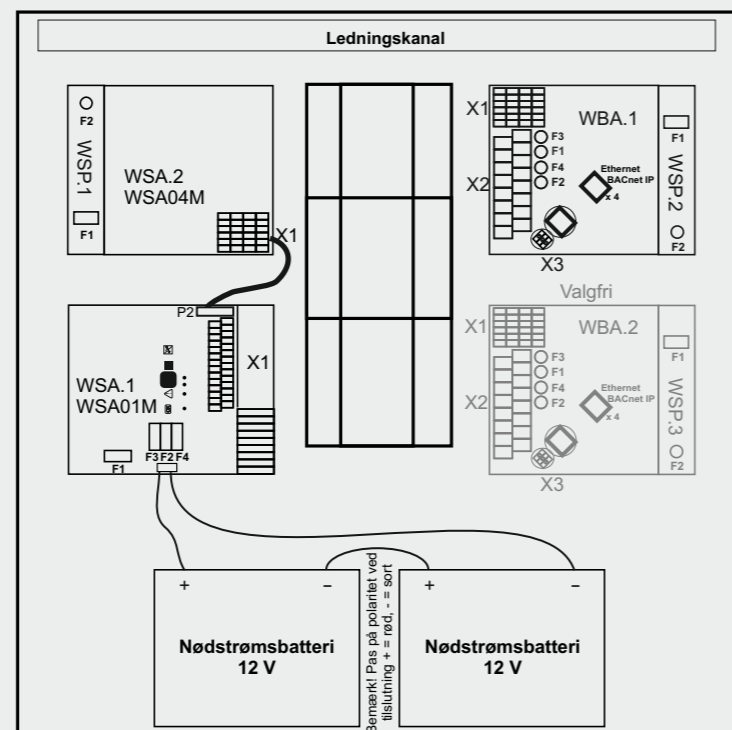 Ledningskanal
F2
WSP.1
F1
WSA.2
WSA04M
X1
X1
X2
WBA.1
F3
F1
F4
F2
Ethernet
BACnet IP
x 4
X3
F1
WSP.2
F2
Valgfri
X1
X2
WBA.2
F3
F1
F4
F2
Ethernet
BACnet IP
x 4
X3
F1
WSP.3
F2
P2
X1
WSA.1
WSA01M
F3 F2 F4
F1
+ –
Nødstrømsbatteri
12 V
Bemærk! Pas på polaritet ved
tilslutning + = rød, - = sort
+ –
Nødstrømsbatteri
12 V